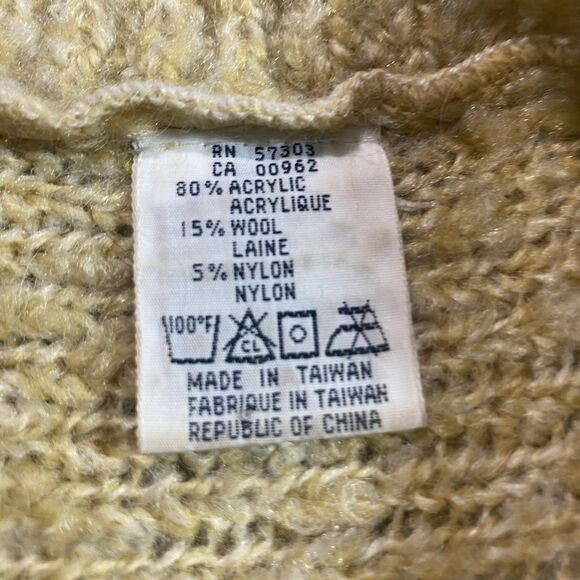 RN 57303
CA 00962
80% ACRYLIC
ACRYLIQUE
15% WOOL
LAINE
5% NYLON
NYLON
100°F CL
MADE IN TAIWAN
FABRIQUE IN TAIWAN
REPUBLIC OF CHINA